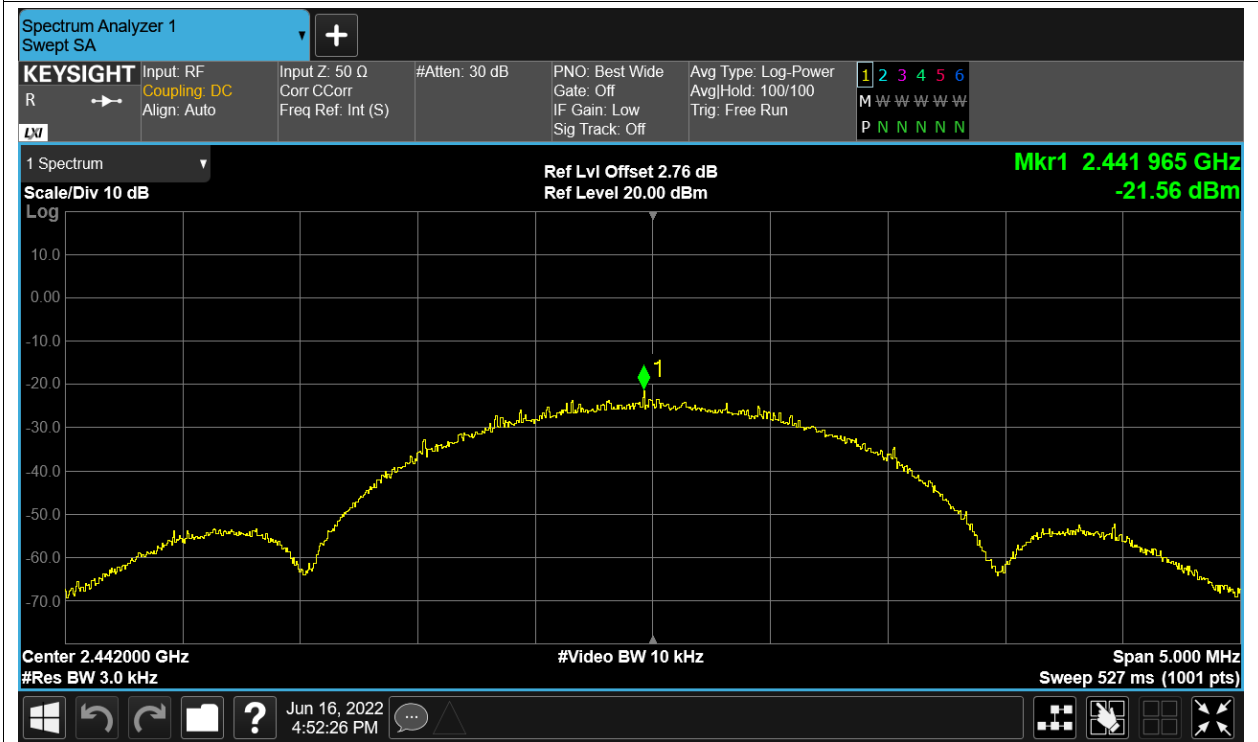 Spectrum Analyzer 1
Swept SA
KEYSIGHT
R
LXI
Input: RF
Coupling: DC
Align: Auto
Input Z: 50 Ω
Corr CCorr
Freq Ref: Int (S)
#Atten: 30 dB
PNO: Best Wide
Gate: Off
IF Gain: Low
Sig Track: Off
Avg Type: Log-Power
Avg|Hold: 100/100
Trig: Free Run
1 2 3 4 5 6
M W W W W W
P N N N N N
1 Spectrum
Scale/Div 10 dB
Log
Ref Lvl Offset 2.76 dB
Ref Level 20.00 dBm
Mkr1 2.441 965 GHz
-21.56 dBm
10.0
0.00
-10.0
-20.0
-30.0
-40.0
-50.0
-60.0
-70.0
1
Center 2.442000 GHz
#Res BW 3.0 kHz
#Video BW 10 kHz
Span 5.000 MHz
Sweep 527 ms (1001 pts)
?
Jun 16, 2022
4:52:26 PM